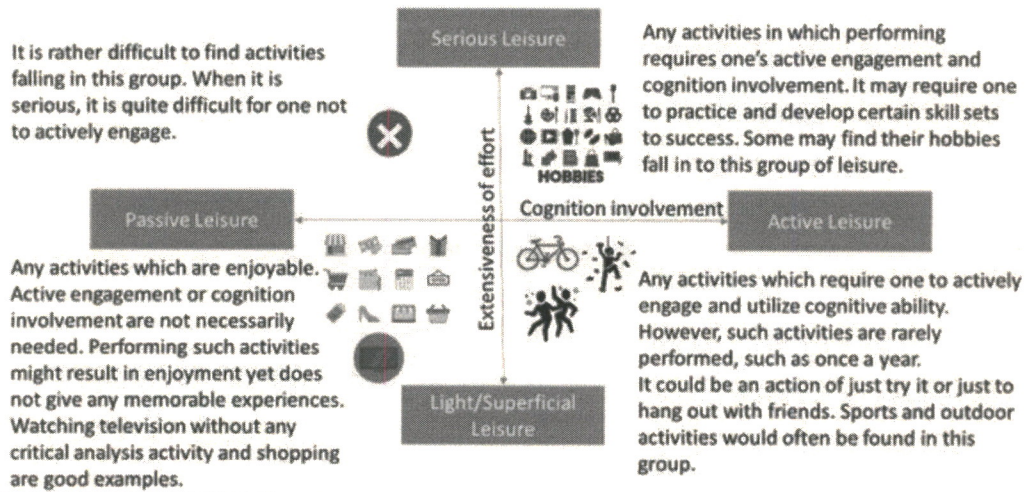 Serious Leisure
It is rather difficult to find activities
falling in this group. When it is
serious, it is quite difficult for one not
to actively engage.
Any activities in which performing
requires one's active engagement and
cognition involvement. It may require one
to practice and develop certain skill sets
to success. Some may find their hobbies
fall in to this group of leisure.
HOBBIES
Extensiveness of effort
Cognition involvement
Passive Leisure
Active Leisure
Any activities which are enjoyable.
Active engagement or cognition
involvement are not necessarily
needed. Performing such activities
might result in enjoyment yet does
not give any memorable experiences.
Watching television without any
critical analysis activity and shopping
are good examples.
Any activities which require one to actively
engage and utilize cognitive ability.
However, such activities are rarely
performed, such as once a year.
It could be an action of just try it or just to
hang out with friends. Sports and outdoor
activities would often be found in this
group.
Light/Superficial
Leisure